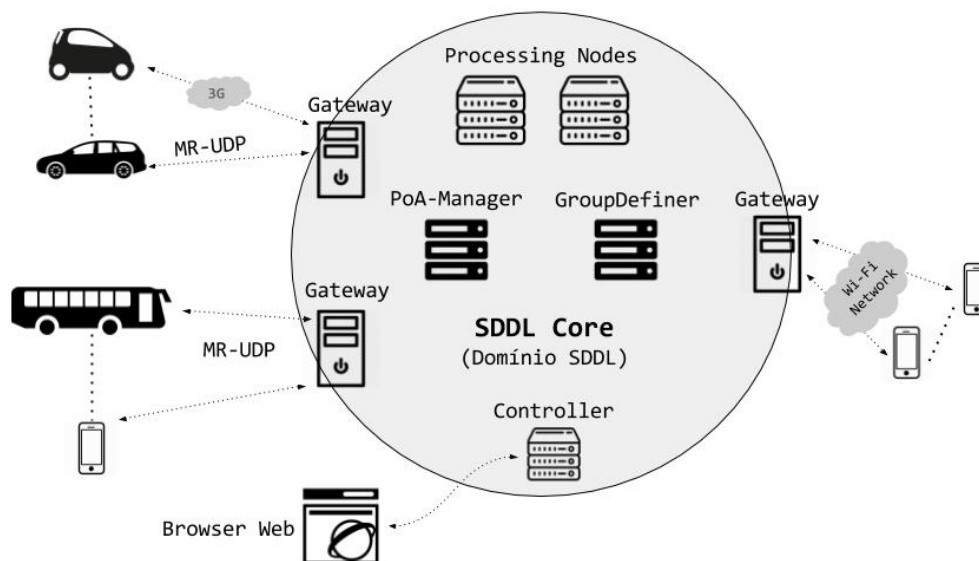 Processing Nodes
3G
Gateway
MR-UDP
PoA-Manager
GroupDefiner
Gateway
Wi-Fi
Network
Gateway
SDDL Core
(Domínio SDDL)
MR-UDP
Controller
Browser Web